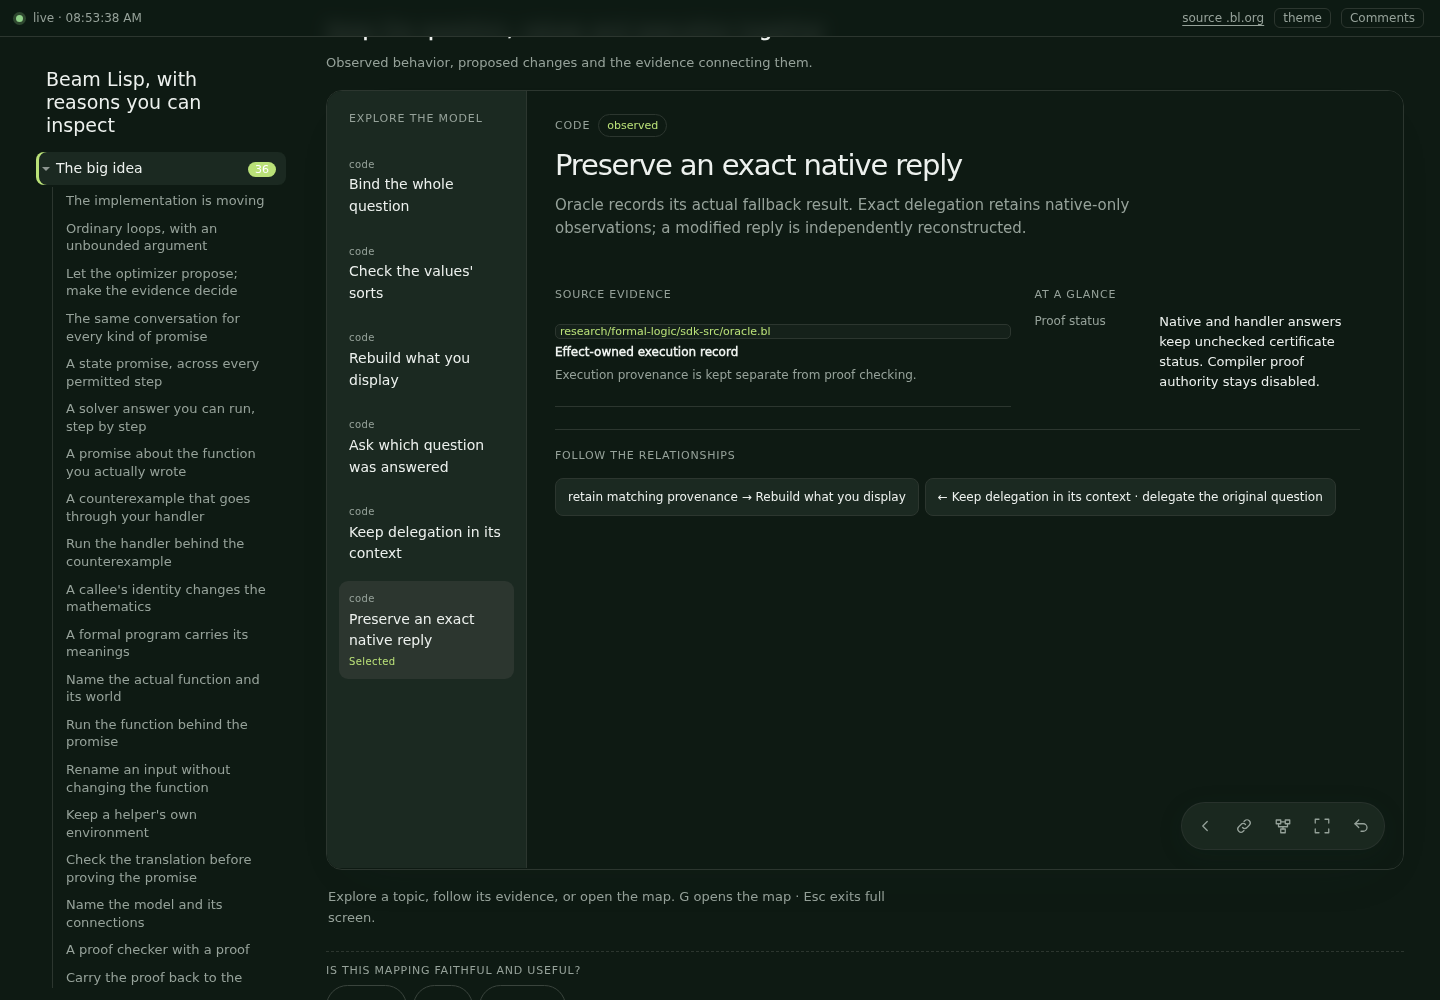 live · 08:53:38 AM
source .bl.org
theme
Comments
Beam Lisp, with
reasons you can
inspect
The big idea
36
The implementation is moving
Ordinary loops, with an
unbounded argument
Let the optimizer propose;
make the evidence decide
The same conversation for
every kind of promise
A state promise, across every
permitted step
A solver answer you can run,
step by step
A promise about the function
you actually wrote
A counterexample that goes
through your handler
Run the handler behind the
counterexample
A callee's identity changes the
mathematics
A formal program carries its
meanings
Name the actual function and
its world
Run the function behind the
promise
Rename an input without
changing the function
Keep a helper's own
environment
Check the translation before
proving the promise
Name the model and its
connections
A proof checker with a proof
Carry the proof back to the
Observed behavior, proposed changes and the evidence connecting them.
EXPLORE THE MODEL
code
Bind the whole
question
code
Check the values'
sorts
code
Rebuild what you
display
code
Ask which question
was answered
code
Keep delegation in its
context
code
Preserve an exact
native reply
Selected
CODE
observed
Preserve an exact native reply
Oracle records its actual fallback result. Exact delegation retains native-only
observations; a modified reply is independently reconstructed.
SOURCE EVIDENCE
research/formal-logic/sdk-src/oracle.bl
Effect-owned execution record
Execution provenance is kept separate from proof checking.
AT A GLANCE
Proof status
Native and handler answers
keep unchecked certificate
status. Compiler proof
authority stays disabled.
FOLLOW THE RELATIONSHIPS
retain matching provenance → Rebuild what you display
← Keep delegation in its context · delegate the original question
Explore a topic, follow its evidence, or open the map. G opens the map · Esc exits full
screen.
IS THIS MAPPING FAITHFUL AND USEFUL?